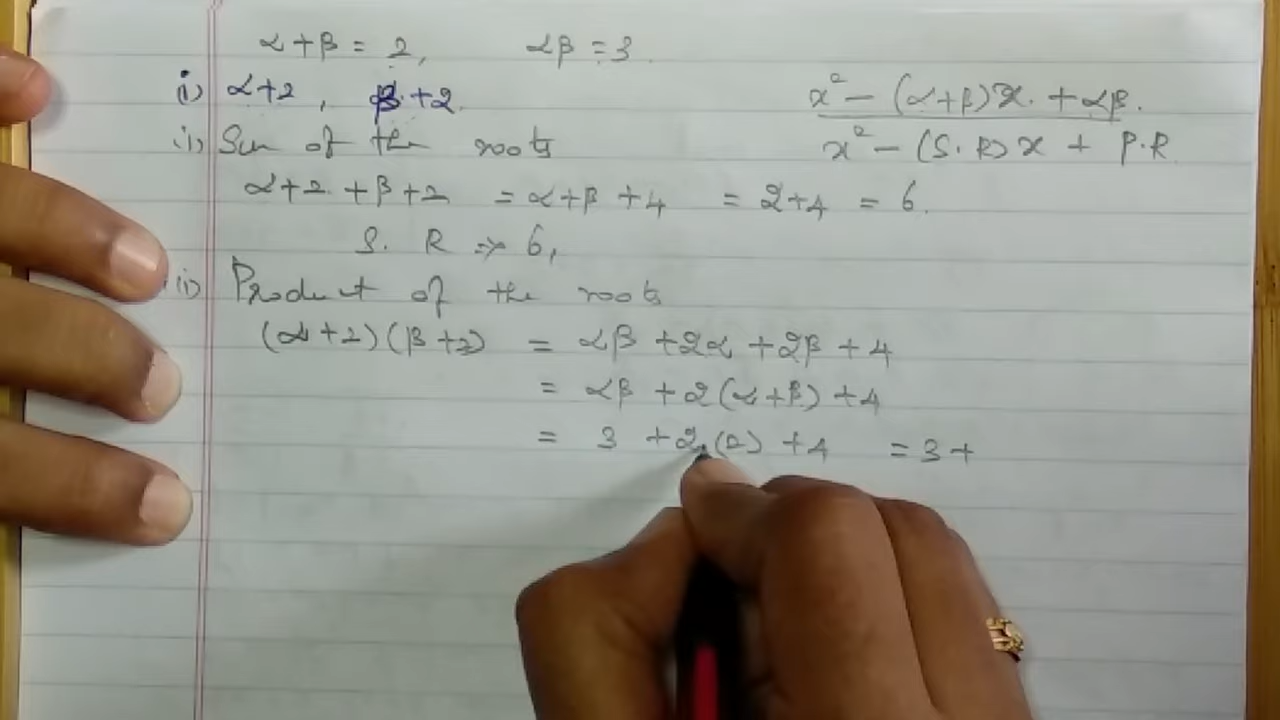 α+β = 2, αβ = 3.
i) α+2 , β+2.
x² - (α+β)x. + αβ.
i) Sum of the roots
x² - (S.R) x + P.R
α+2 + β+2 = α+β +4 = 2+4 = 6.
S. R => 6,
ii) Product of the roots
(α+2)(β+2) = αβ +2α +2β +4
= αβ +2(α+β) +4
= 3 +2(2) +4 = 3+